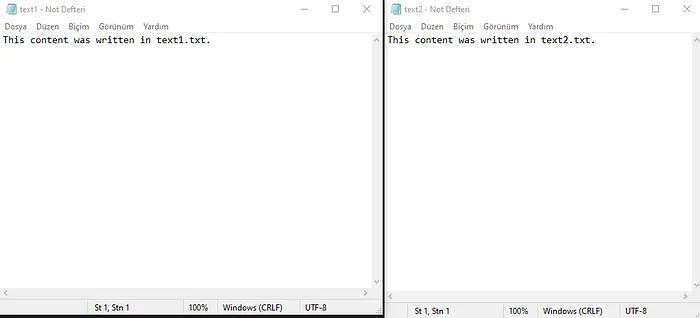 text1 - Not Defteri
Dosya Düzen Biçim Görünüm Yardım
This content was written in text1.txt.
St 1, Stn 1 100% Windows (CRLF) UTF-8
text2 - Not Defteri
Dosya Düzen Biçim Görünüm Yardım
This content was written in text2.txt.
St 1, Stn 1 100% Windows (CRLF) UTF-8